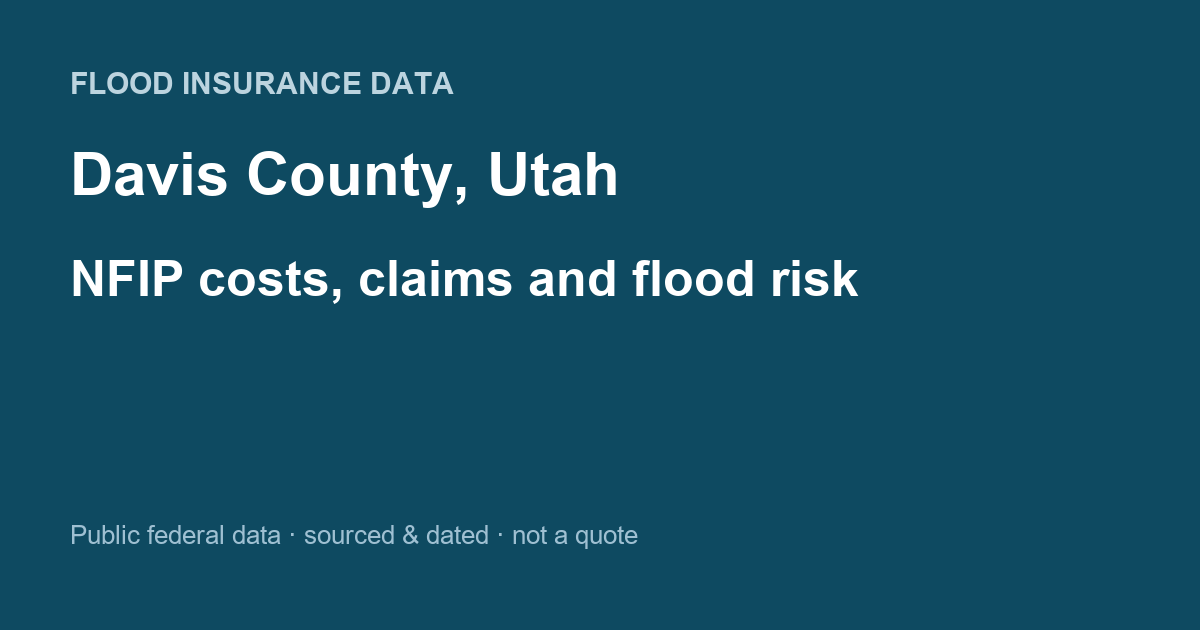 FLOOD INSURANCE DATA
Davis County, Utah
NFIP costs, claims and flood risk
Public federal data · sourced & dated · not a quote